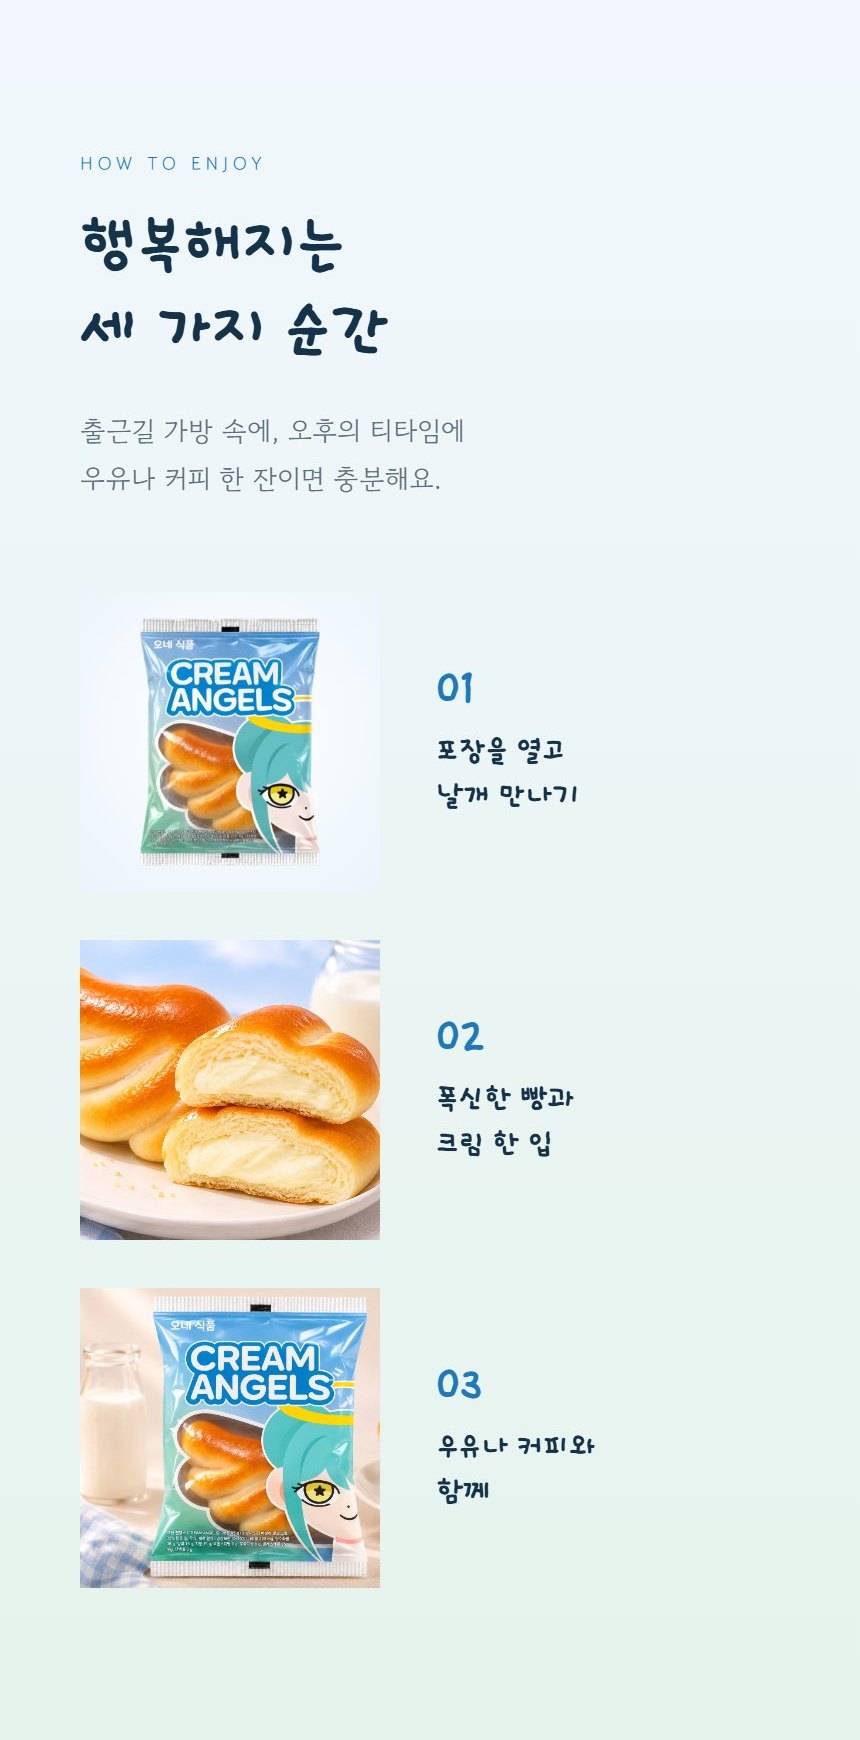 HOW TO ENJOY
행복해지는
세 가지 순간
출근길 가방 속에, 오후의 티타임에
우유나 커피 한 잔이면 충분해요.
오네 식품
CREAM
ANGELS
01
포장을 열고
날개 만나기
02
폭신한 빵과
크림 한 입
오네 식품
CREAM
ANGELS
03
우유나 커피와
함께